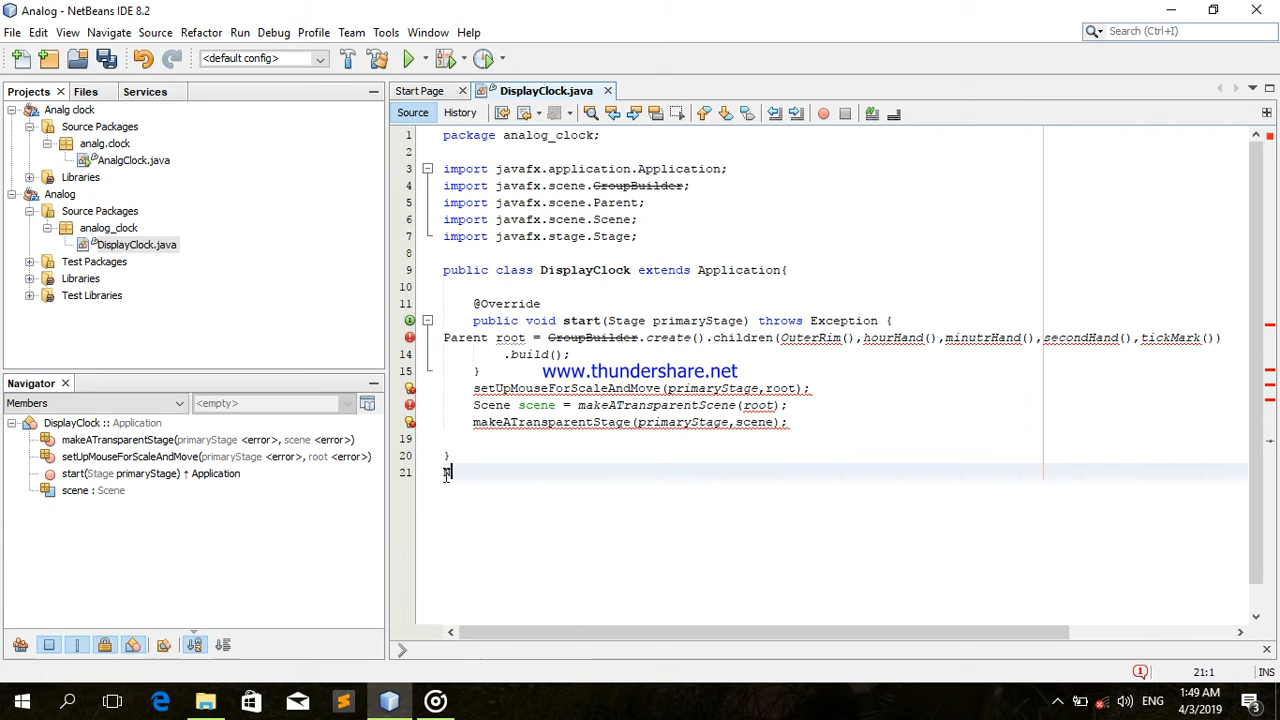 Analog - NetBeans IDE 8.2
File Edit View Navigate Source Refactor Run Debug Profile Team Tools Window Help
Search (Ctrl+I)
<default config>
Projects Files Services
Start Page DisplayClock.java
Source History
Analg clock
Source Packages
analg.clock
AnalgClock.java
Libraries
Analog
Source Packages
analog_clock
DisplayClock.java
Test Packages
Libraries
Test Libraries
Navigator
Members <empty>
DisplayClock :: Application
makeATransparentStage(primaryStage <error>, scene <error>)
setUpMouseForScaleAndMove(primaryStage <error>, root <error>)
start(Stage primaryStage) ↑ Application
scene : Scene
1 package analog_clock;
2
3 import javafx.application.Application;
4 import javafx.scene.GroupBuilder;
5 import javafx.scene.Parent;
6 import javafx.scene.Scene;
7 import javafx.stage.Stage;
8
9 public class DisplayClock extends Application{
10
11 @Override
public void start(Stage primaryStage) throws Exception {
Parent root = GroupBuilder.create().children(OuterRim(),hourHand(),minutrHand(),secondHand(),tickMark())
14 .build();
15 }
www.thundershare.net
setUpMouseForScaleAndMove(primaryStage,root);
Scene scene = makeATransparentScene(root);
makeATransparentStage(primaryStage,scene);
19
20 }
21
1
21:1 INS
ENG
1:49 AM
4/3/2019
3